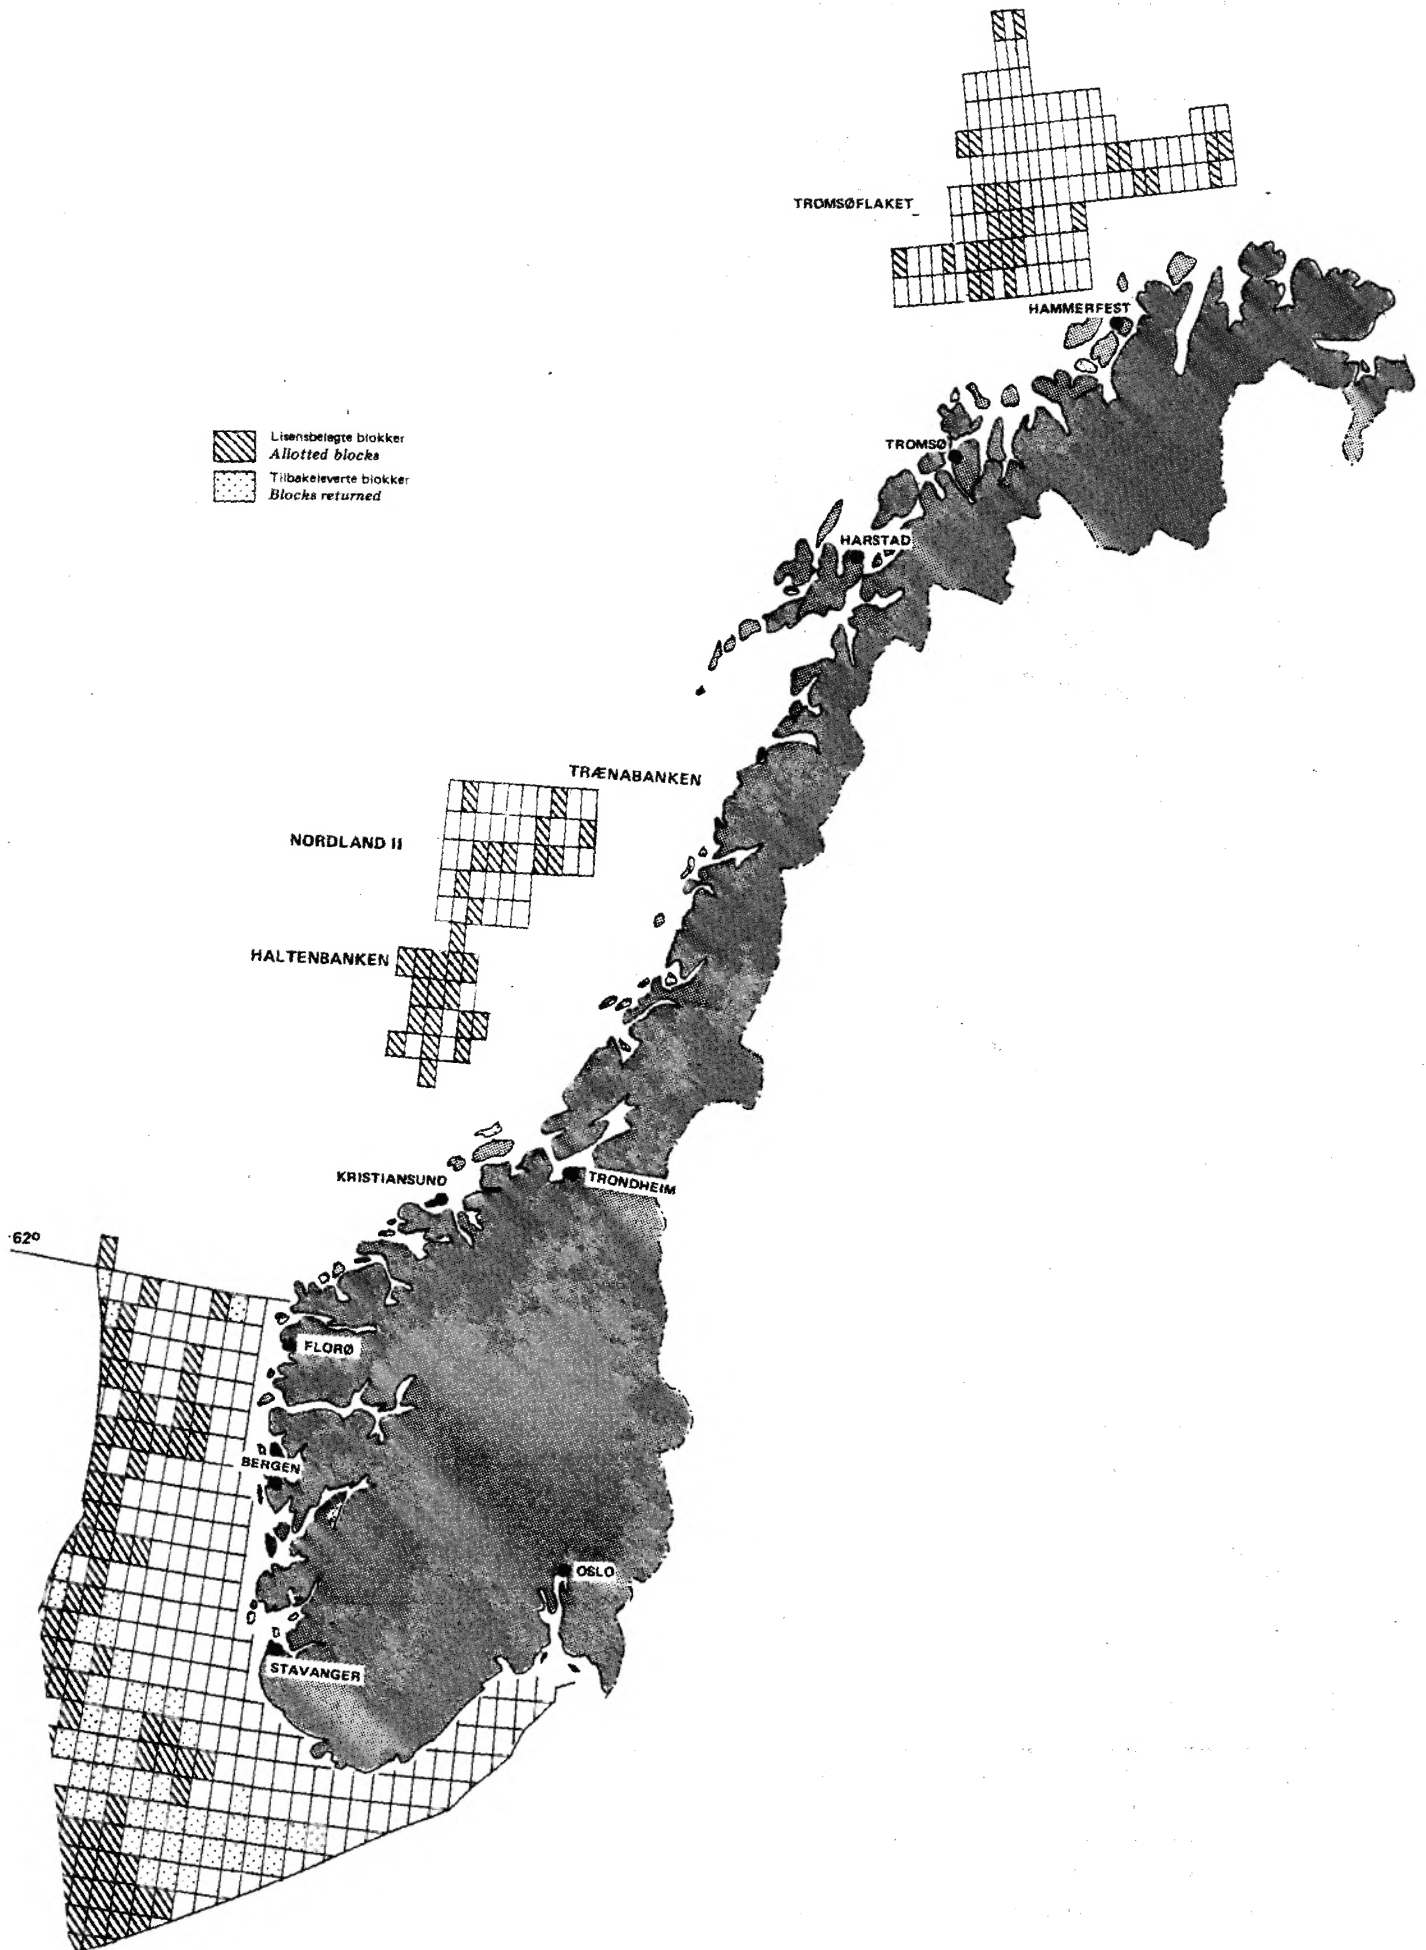 TROMSØFLAKET
HAMMERFEST
Lisensbelagte blokker
Allotted blocks
Tilbakeleverte blokker
Blocks returned
TROMSØ
HARSTAD
TRÆNABANKEN
NORDLAND II
HALTENBANKEN
KRISTIANSUND
TRONDHEIM
62º
FLORØ
BERGEN
OSLO
STAVANGER